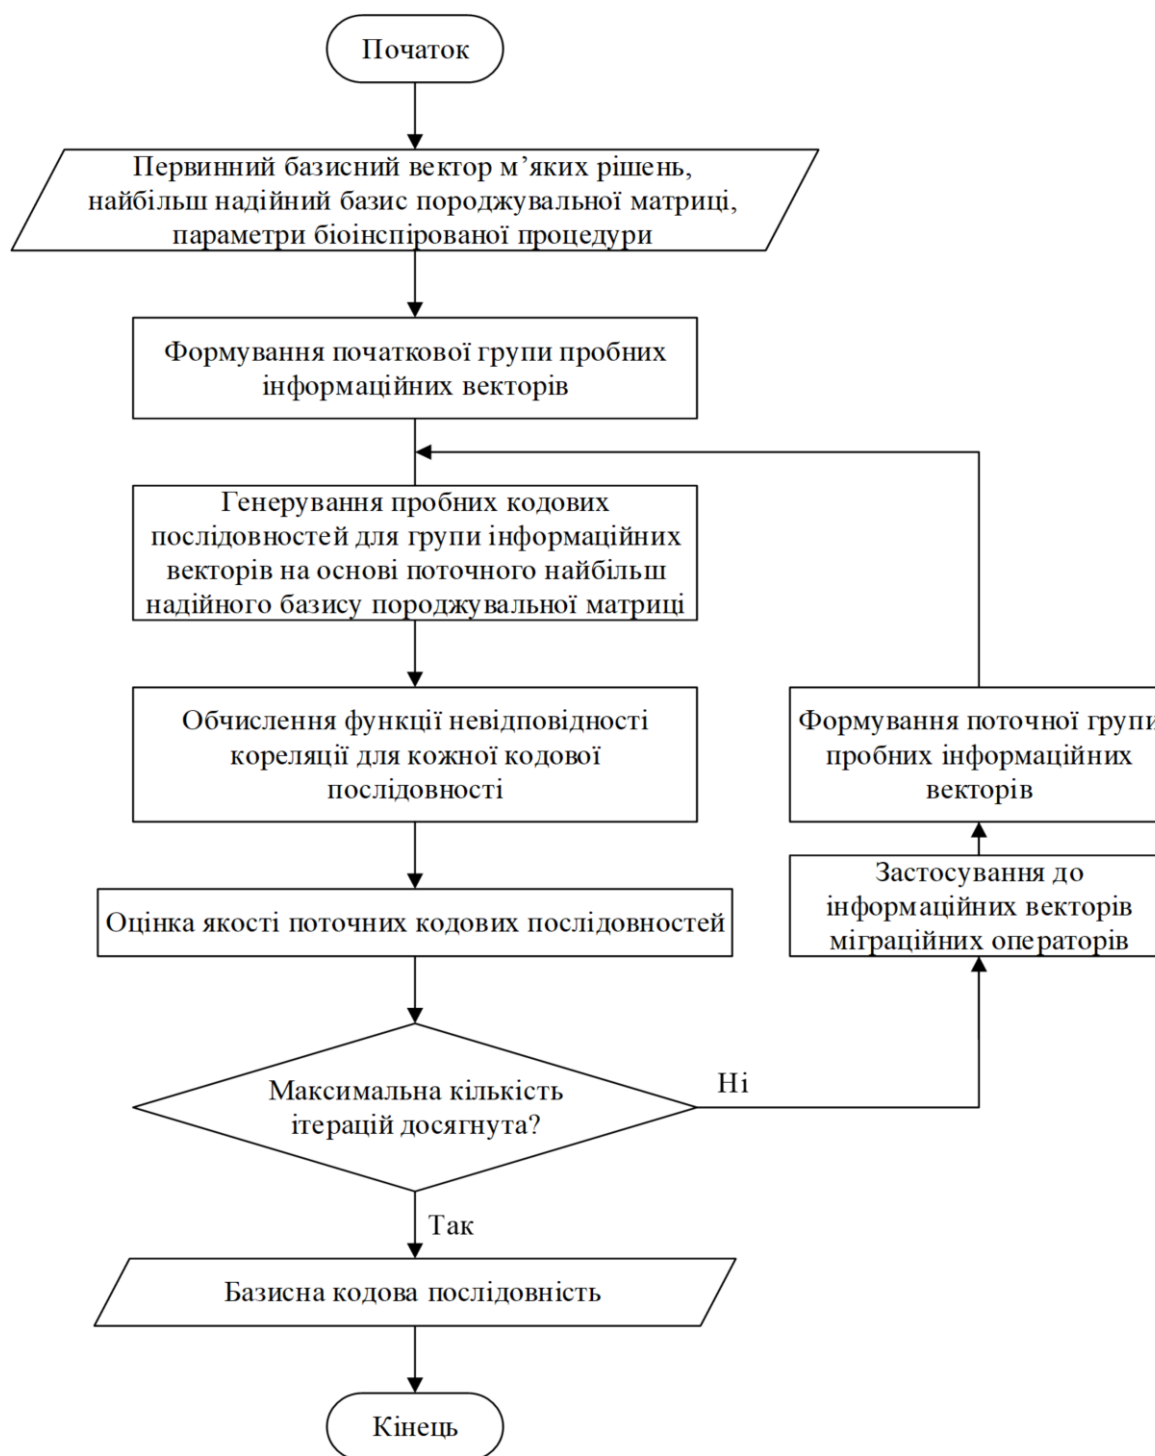 Початок
Первинний базисний вектор м’яких рішень,
найбільш надійний базис породжувальної матриці,
параметри біоінспірованої процедури
Формування початкової групи пробних
інформаційних векторів
Генерування пробних кодових
послідовностей для групи інформаційних
векторів на основі поточного найбільш
надійного базису породжувальної матриці
Обчислення функції невідповідності
кореляції для кожної кодової
послідовності
Формування поточної групи
пробних інформаційних
векторів
Застосування до
інформаційних векторів
міграційних операторів
Оцінка якості поточних кодових послідовностей
Максимальна кількість
ітерацій досягнута?
Ні
Так
Базисна кодова послідовність
Кінець